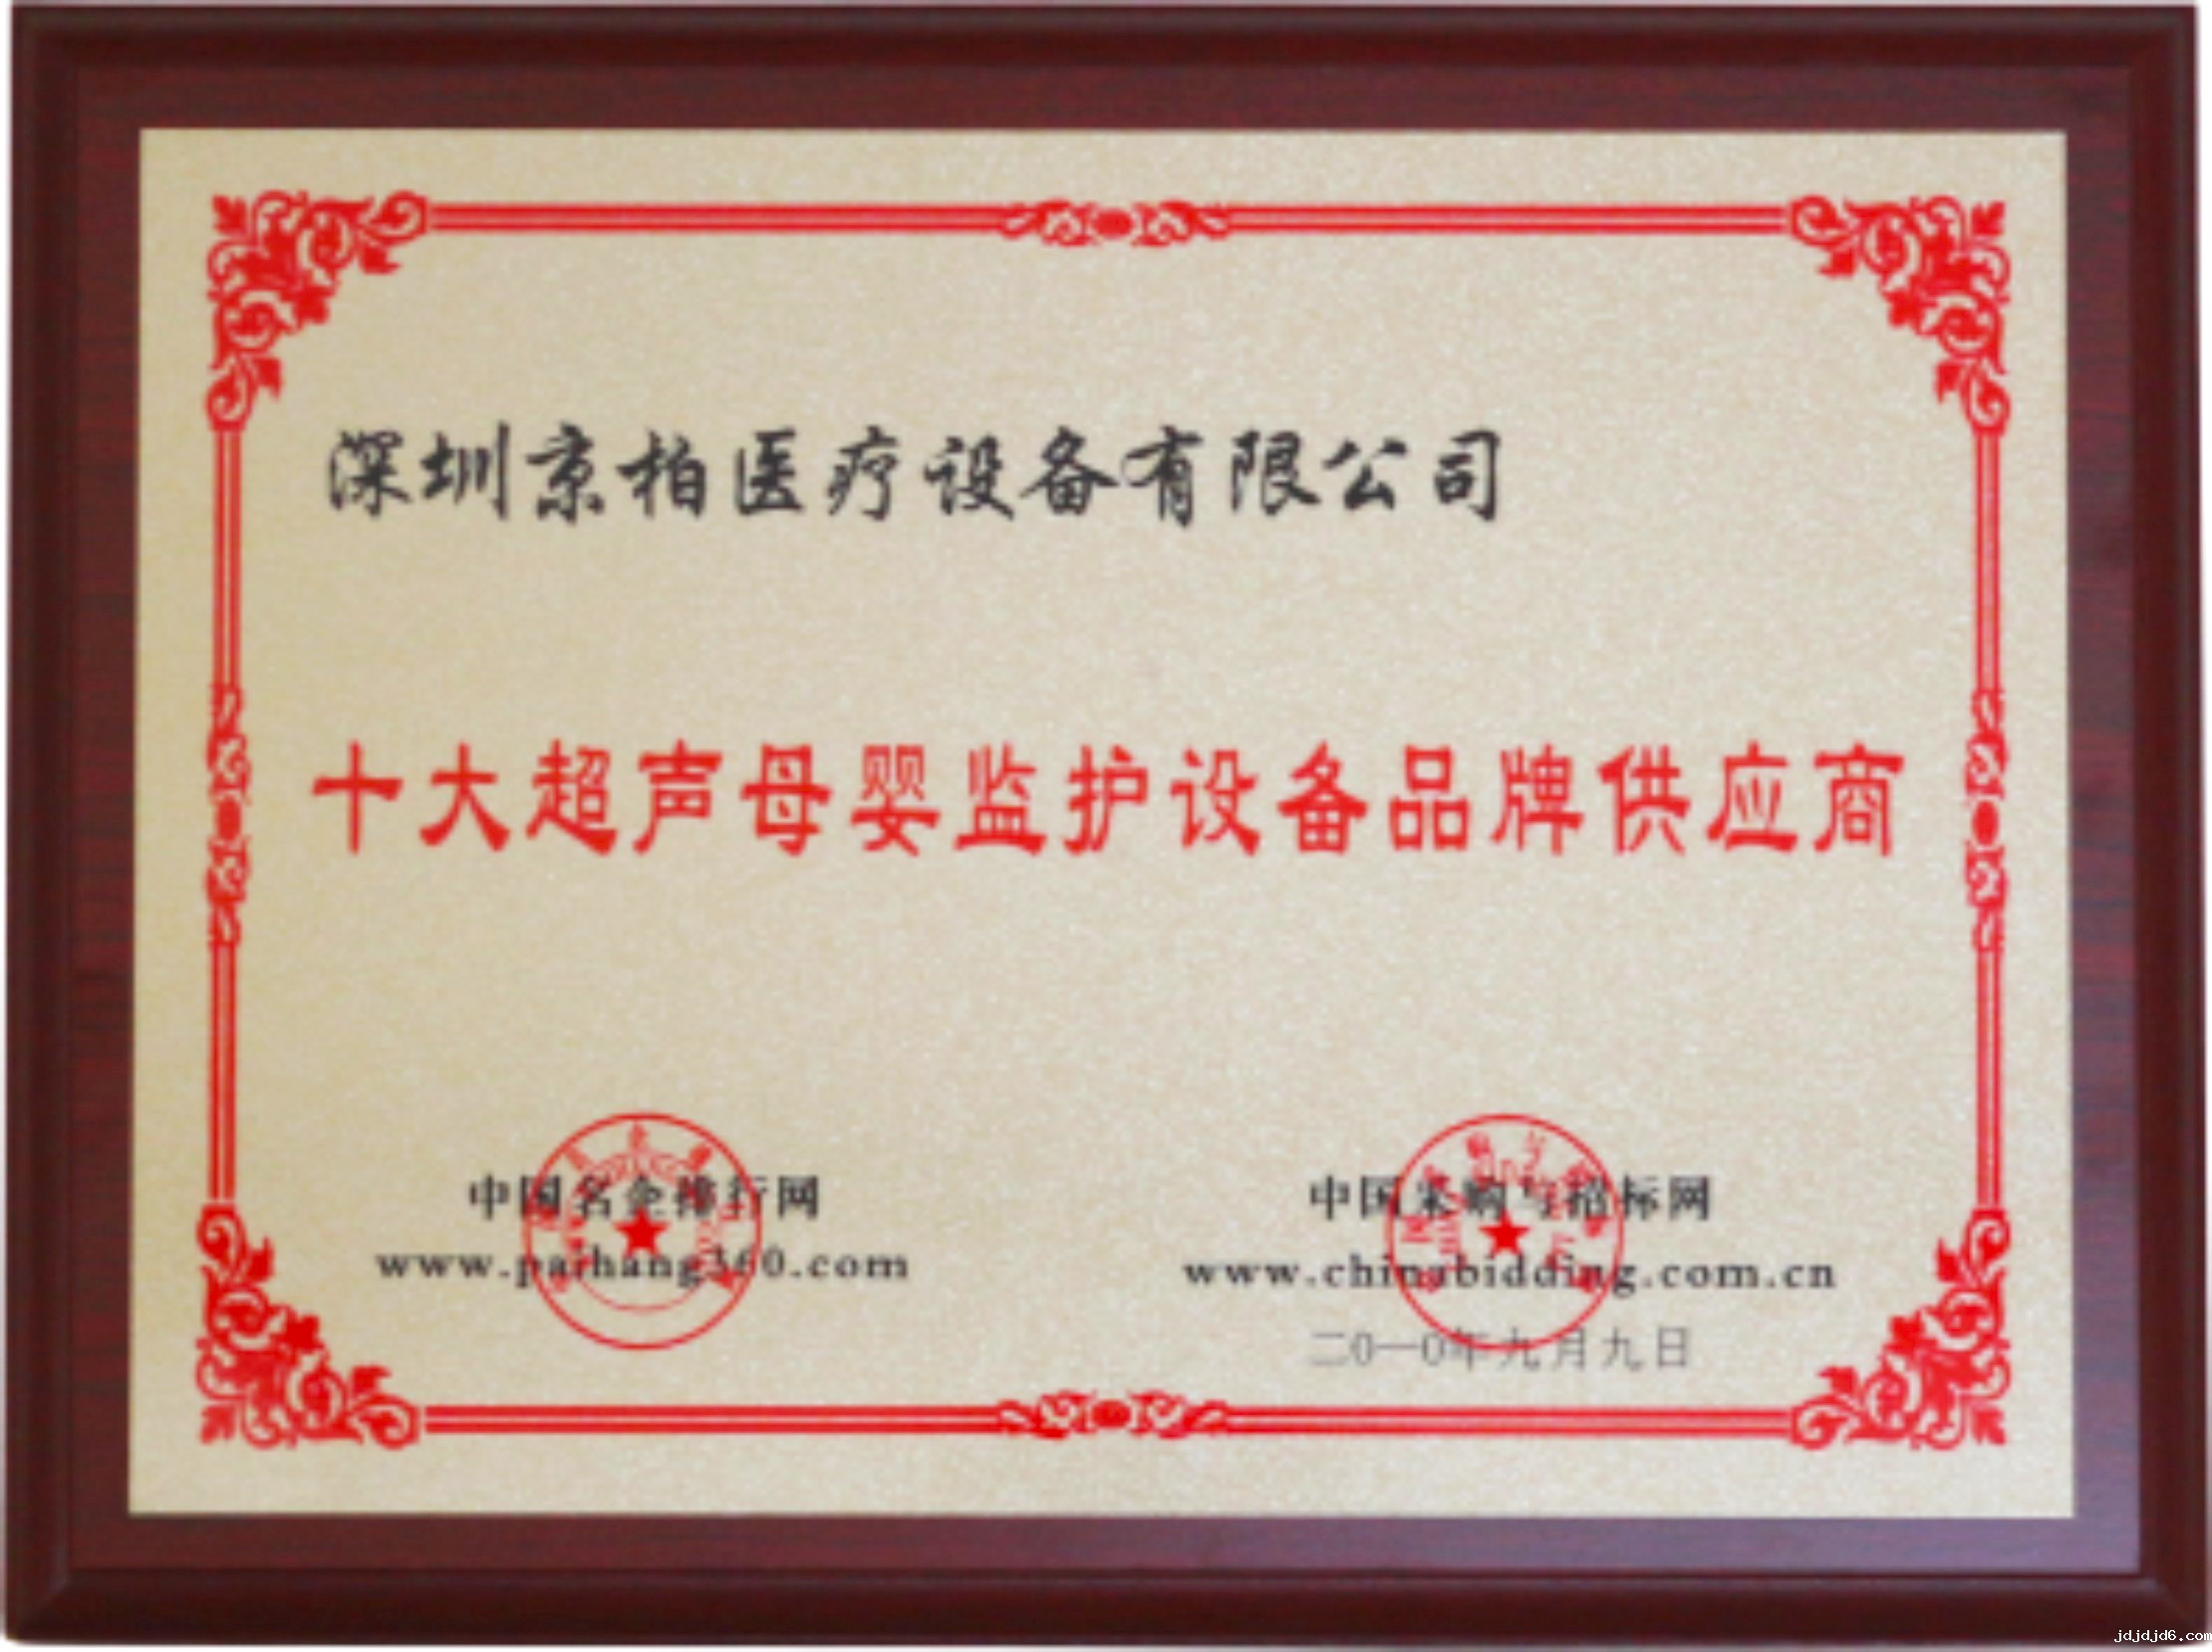 深圳京柏医疗设备有限公司
十大超声母婴监护设备品牌供应商
中国名企排行网
www.paihang360.com
中国采购与招标网
www.chinabidding.com.cn
二0一0年九月九日
jdjdjd6.com